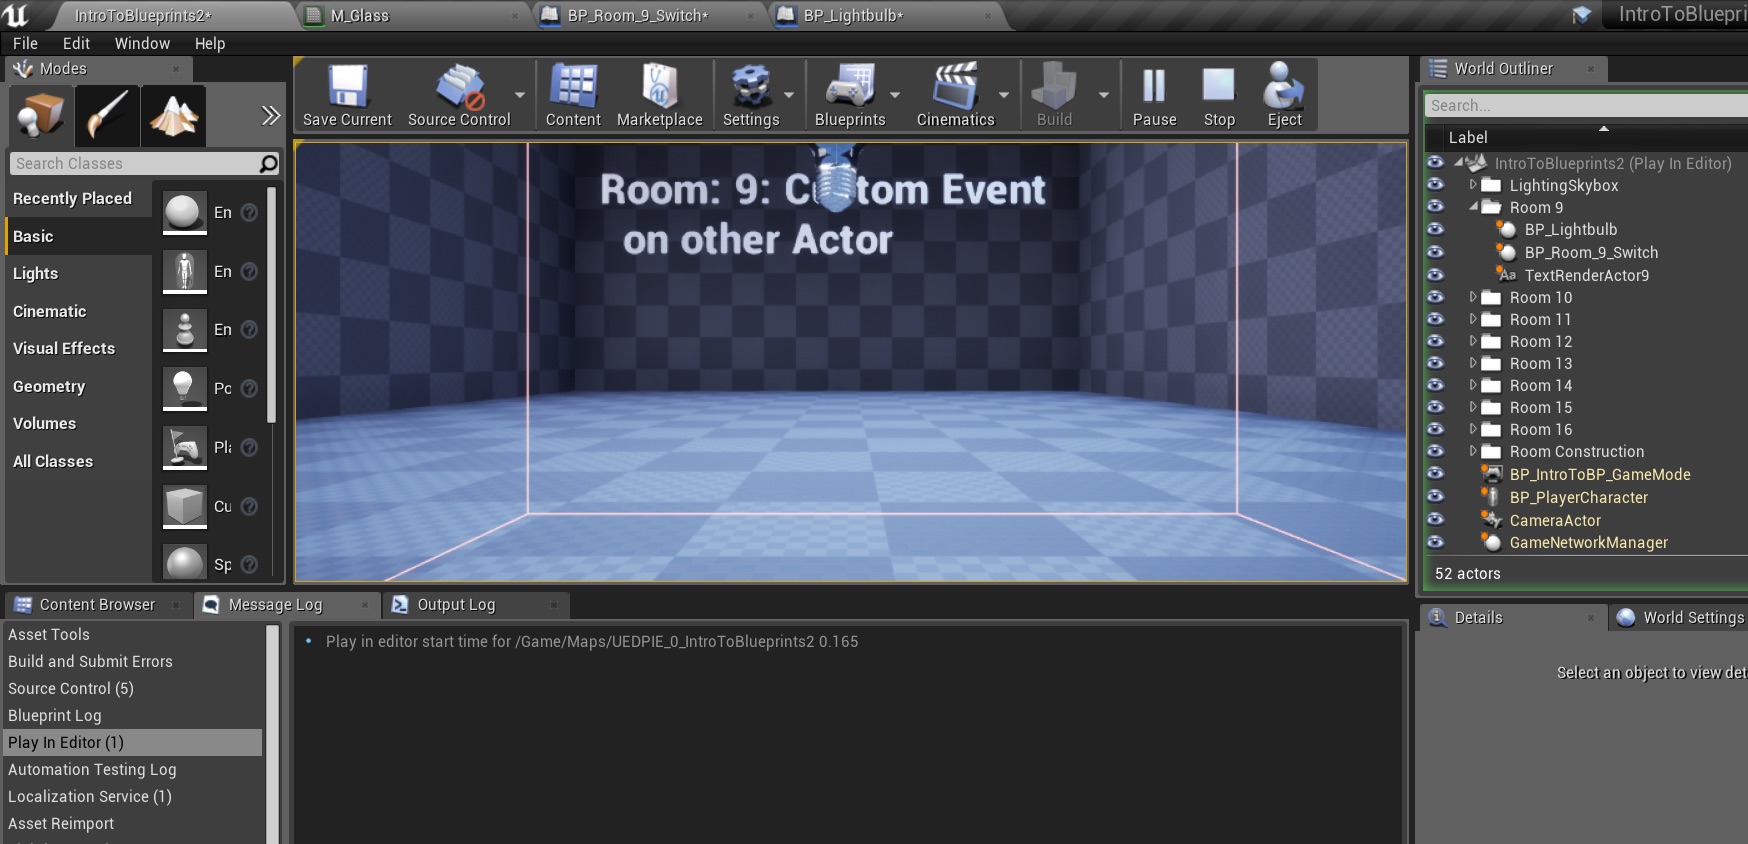 IntroToBlueprints2*
M_Glass
BP_Room_9_Switch*
BP_Lightbulb*
IntroToBluepri
File Edit Window Help
Modes
Search Classes
Recently Placed
Basic
Lights
Cinematic
Visual Effects
Geometry
Volumes
All Classes
En
En
En
Po
Pla
Cu
Sp
Save Current
Source Control
Content
Marketplace
Settings
Blueprints
Cinematics
Build
Pause
Stop
Eject
Room: 9: C tom Event
on other Actor
World Outliner
Search...
Label
IntroToBlueprints2 (Play In Editor)
LightingSkybox
Room 9
BP_Lightbulb
BP_Room_9_Switch
Aa TextRenderActor9
Room 10
Room 11
Room 12
Room 13
Room 14
Room 15
Room 16
Room Construction
BP_IntroToBP_GameMode
BP_PlayerCharacter
CameraActor
GameNetworkManager
52 actors
Content Browser
Message Log
Output Log
Asset Tools
Build and Submit Errors
Source Control (5)
Blueprint Log
Play In Editor (1)
Automation Testing Log
Localization Service (1)
Asset Reimport
Play in editor start time for /Game/Maps/UEDPIE_0_IntroToBlueprints2 0.165
Details
World Settings
Select an object to view det